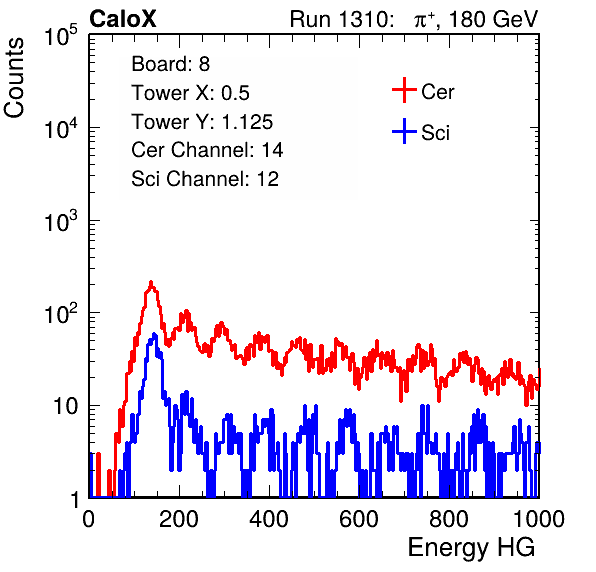 CaloX Run 1310: π⁺, 180 GeV
Counts
10⁵
10⁴
10³
10²
10
1
Board: 8
Tower X: 0.5
Tower Y: 1.125
Cer Channel: 14
Sci Channel: 12
Cer
Sci
0 200 400 600 800 1000
Energy HG